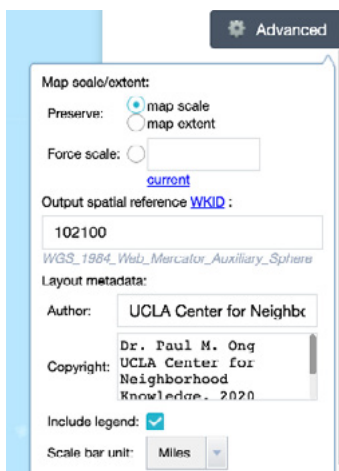 Advanced
Map scale/extent:
Preserve: map scale
map extent
Force scale:
current
Output spatial reference WKID :
102100
WGS_1984_Web_Mercator_Auxiliary_Sphere
Layout metadata:
Author: UCLA Center for Neighbo
Copyright: Dr. Paul M. Ong
UCLA Center for
Neighborhood
Knowledge, 2020
Include legend:
Scale bar unit: Miles